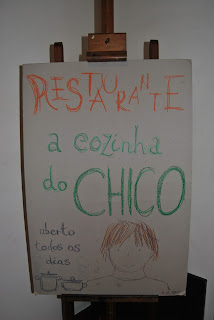 RESTAURANTE
a cozinha
do CHICO
aberto
todos os
dias